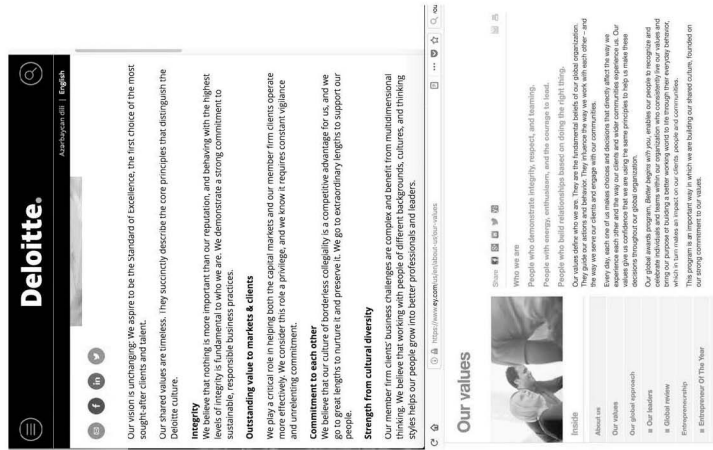 Deloitte.
Azərbaycan dili | English
Our vision is unchanging: We aspire to be the Standard of Excellence, the first choice of the most
sought-after clients and talent.
Our shared values are timeless. They succinctly describe the core principles that distinguish the
Deloitte culture.
Integrity
We believe that nothing is more important than our reputation, and behaving with the highest
levels of integrity is fundamental to who we are. We demonstrate a strong commitment to
sustainable, responsible business practices.
Outstanding value to markets & clients
We play a critical role in helping both the capital markets and our member firm clients operate
more effectively. We consider this role a privilege, and we know it requires constant vigilance
and unrelenting commitment.
Commitment to each other
We believe that our culture of borderless collegiality is a competitive advantage for us, and we
go to great lengths to nurture it and preserve it. We go to extraordinary lengths to support our
people.
Strength from cultural diversity
Our member firm clients' business challenges are complex and benefit from multidimensional
thinking. We believe that working with people of different backgrounds, cultures, and thinking
styles helps our people grow into better professionals and leaders.
https://www.ey.com/us/en/about-us/our-values
Our values
Inside
About us
Our values
Our global approach
Our leaders
Global review
Entrepreneurship
Entrepreneur Of The Year
Share
Who we are
People who demonstrate integrity, respect, and teaming.
People with energy, enthusiasm, and the courage to lead.
People who build relationships based on doing the right thing.
Our values define who we are. They are the fundamental beliefs of our global organization.
They guide our actions and behavior. They influence the way we work with each other – and
the way we serve our clients and engage with our communities.
Every day, each one of us makes choices and decisions that directly affect the way we
experience each other and the way our clients and wider communities experience us. Our
values give us confidence that we are using the same principles to help us make these
decisions throughout our global organization.
Our global awards program, Better begins with you, enables our people to recognize and
celebrate individuals and teams within our organization who consistently live our values and
bring our purpose of building a better working world to life through their everyday behavior,
which in turn makes an impact on our clients, people and communities.
This program is an important way in which we are building our shared culture, founded on
our strong commitment to our values.